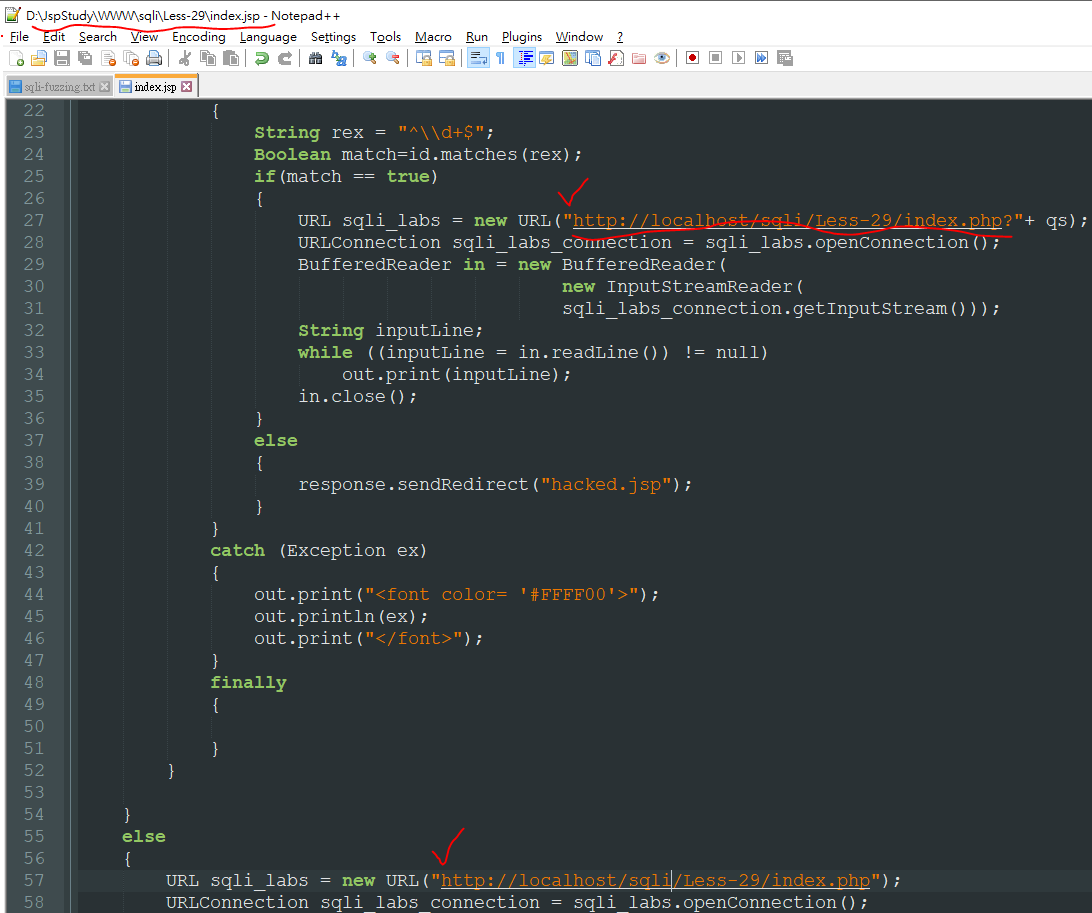 D:\JspStudy\WWW\sqli\Less-29\index.jsp - Notepad++
File Edit Search View Encoding Language Settings Tools Macro Run Plugins Window ?
sqli-fuzzing.txt index.jsp
22 {
23 String rex = "^\\d+$";
24 Boolean match=id.matches(rex);
25 if(match == true)
26 {
27 URL sqli_labs = new URL("http://localhost/sqli/Less-29/index.php?"+ qs);
28 URLConnection sqli_labs_connection = sqli_labs.openConnection();
29 BufferedReader in = new BufferedReader(
30 new InputStreamReader(
31 sqli_labs_connection.getInputStream()));
32 String inputLine;
33 while ((inputLine = in.readLine()) != null)
34 out.print(inputLine);
35 in.close();
36 }
37 else
38 {
39 response.sendRedirect("hacked.jsp");
40 }
41 }
42 catch (Exception ex)
43 {
44 out.print("<font color= '#FFFF00'>");
45 out.println(ex);
46 out.print("</font>");
47 }
48 finally
49 {
50
51 }
52 }
53
54 }
55 else
56 {
57 URL sqli_labs = new URL("http://localhost/sqli/Less-29/index.php");
58 URLConnection sqli_labs_connection = sqli_labs.openConnection();